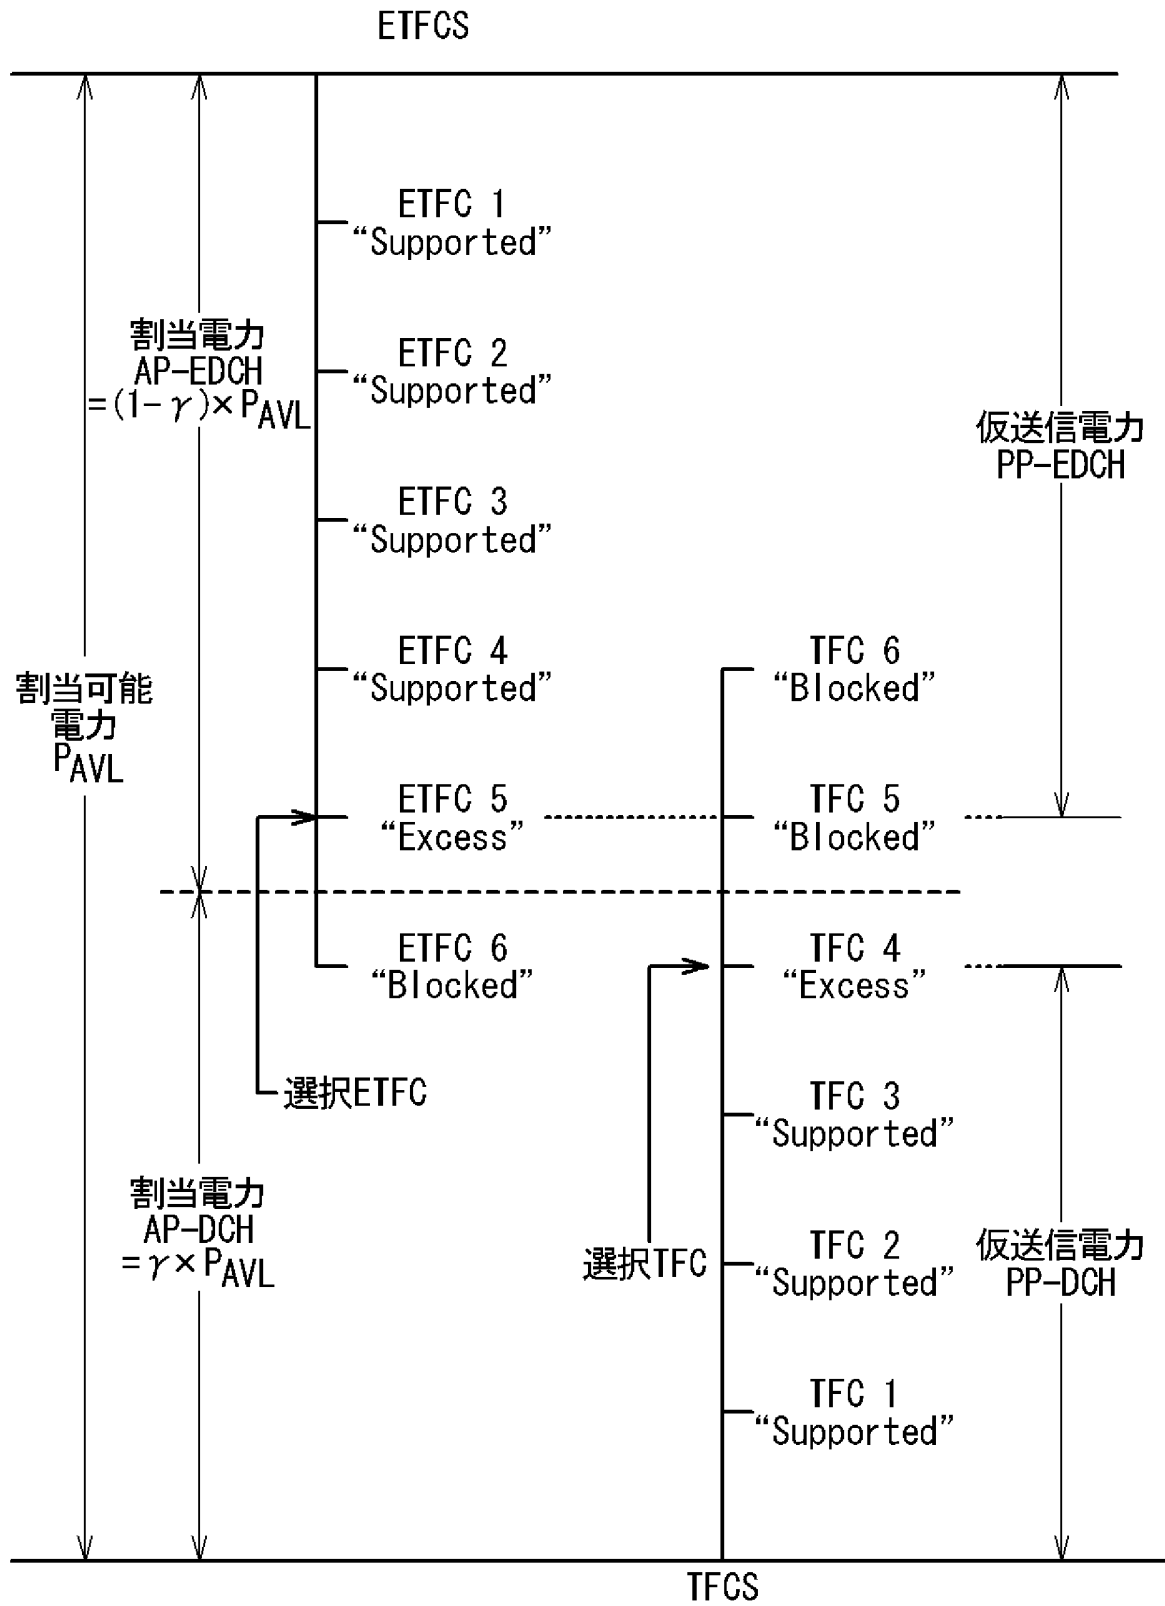 ETFCS
ETFC 1
“Supported”
割当電力
AP-EDCH
=(1-γ)×PAVL
ETFC 2
“Supported”
仮送信電力
PP-EDCH
ETFC 3
“Supported”
ETFC 4
“Supported”
TFC 6
“Blocked”
割当可能
電力
PAVL
ETFC 5
“Excess”
TFC 5
“Blocked”
ETFC 6
“Blocked”
TFC 4
“Excess”
選択ETFC
TFC 3
“Supported”
割当電力
AP-DCH
=γ×PAVL
選択TFC
TFC 2
“Supported”
仮送信電力
PP-DCH
TFC 1
“Supported”
TFCS